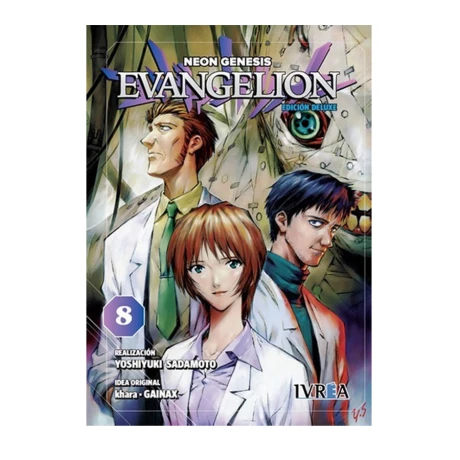 NEON GENESIS
EVANGELION
EDICIÓN DELUXE
8
REALIZACIÓN
YOSHIYUKI SADAMOTO
IDEA ORIGINAL
khara · GAINAX
IVREA
y.S